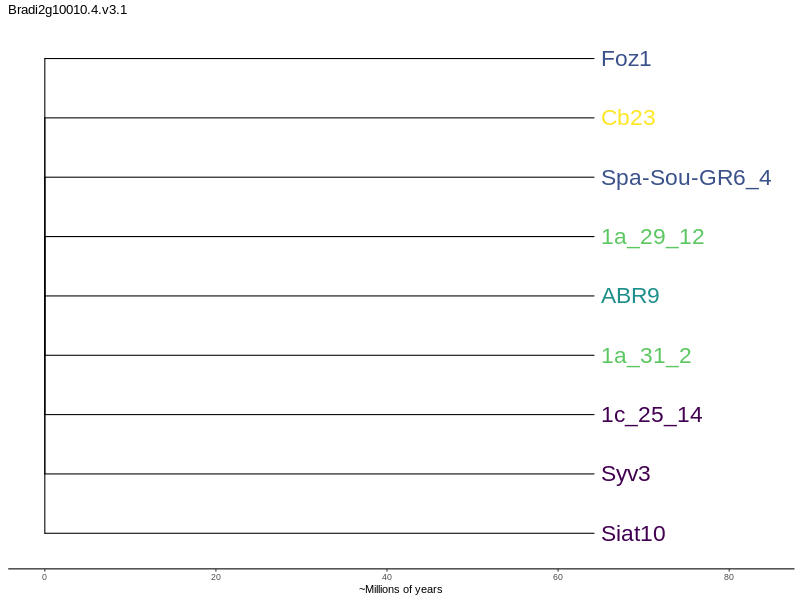 Bradi2g10010.4.v3.1
Foz1
Cb23
Spa-Sou-GR6_4
1a_29_12
ABR9
1a_31_2
1c_25_14
Syv3
Siat10
0 20 40 60 80
~Millions of years